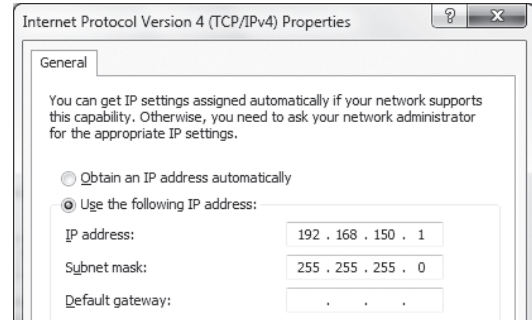 Internet Protocol Version 4 (TCP/IPv4) Properties
?
X
General
You can get IP settings assigned automatically if your network supports
this capability. Otherwise, you need to ask your network administrator
for the appropriate IP settings.
Obtain an IP address automatically
Use the following IP address:
IP address: 192 . 168 . 150 . 1
Subnet mask: 255 . 255 . 255 . 0
Default gateway: . . .